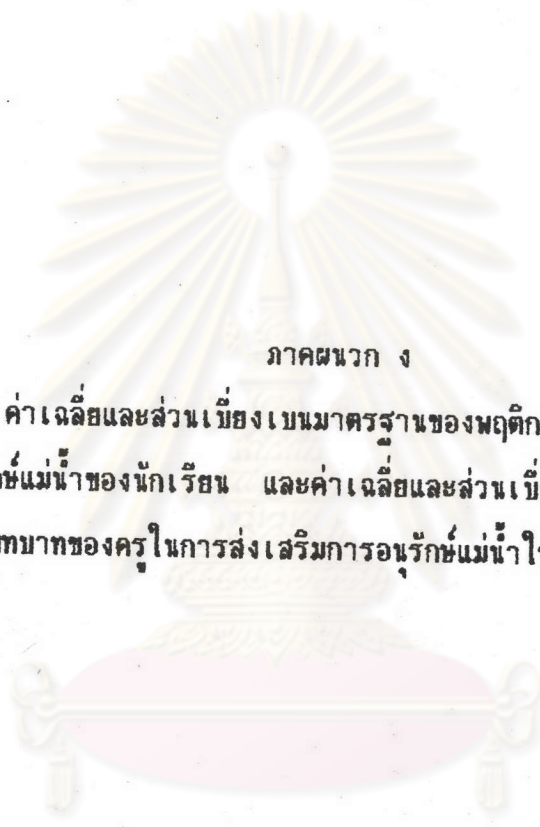 ภาคผนวก ง
ค่าเฉลี่ยและส่วนเบี่ยงเบนมาตรฐานของพฤติก
ษ์แม่น้ำของนักเรียน และค่าเฉลี่ยและส่วนเบี่
ทบาทของครูในการส่งเสริมการอนุรักษ์แม่น้ำใ